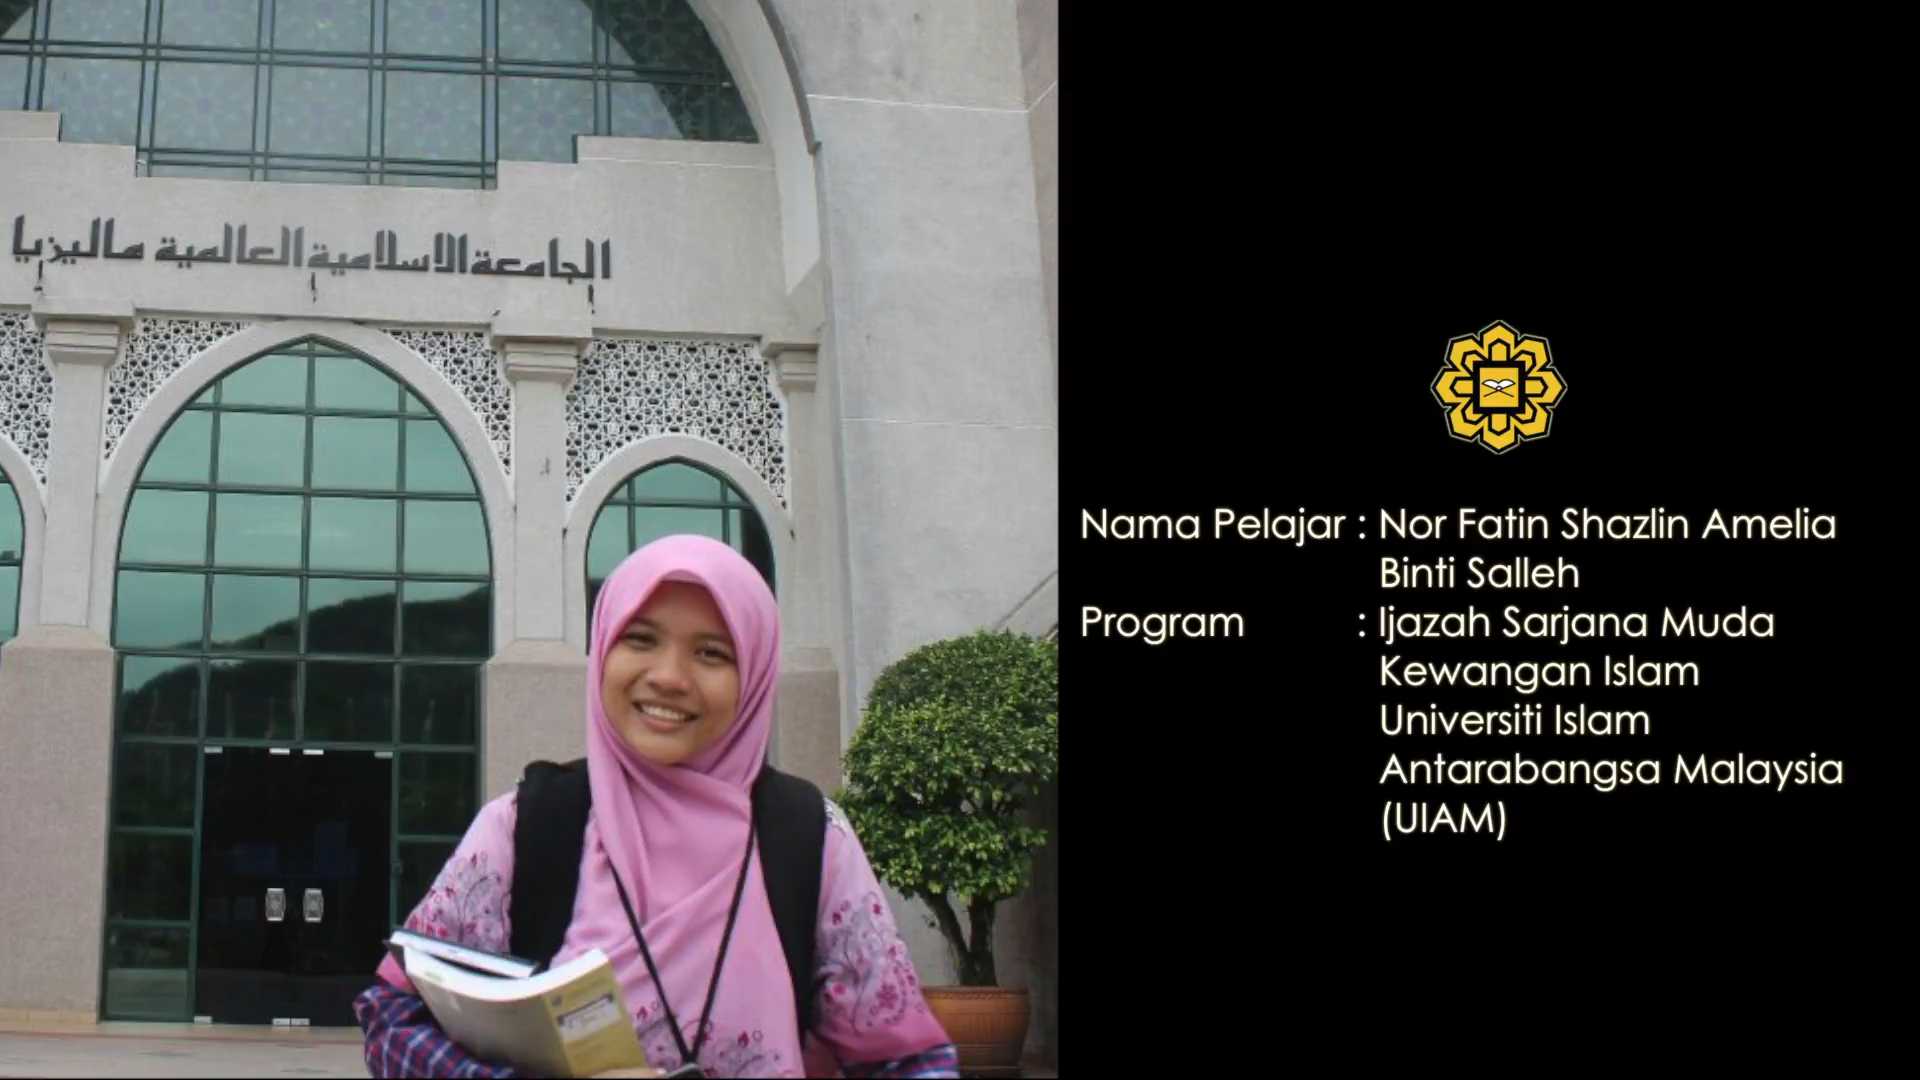 الجامعة الاسلامية العالمية ماليزيا
Nama Pelajar : Nor Fatin Shazlin Amelia
Binti Salleh
Program : Ijazah Sarjana Muda
Kewangan Islam
Universiti Islam
Antarabangsa Malaysia
(UIAM)